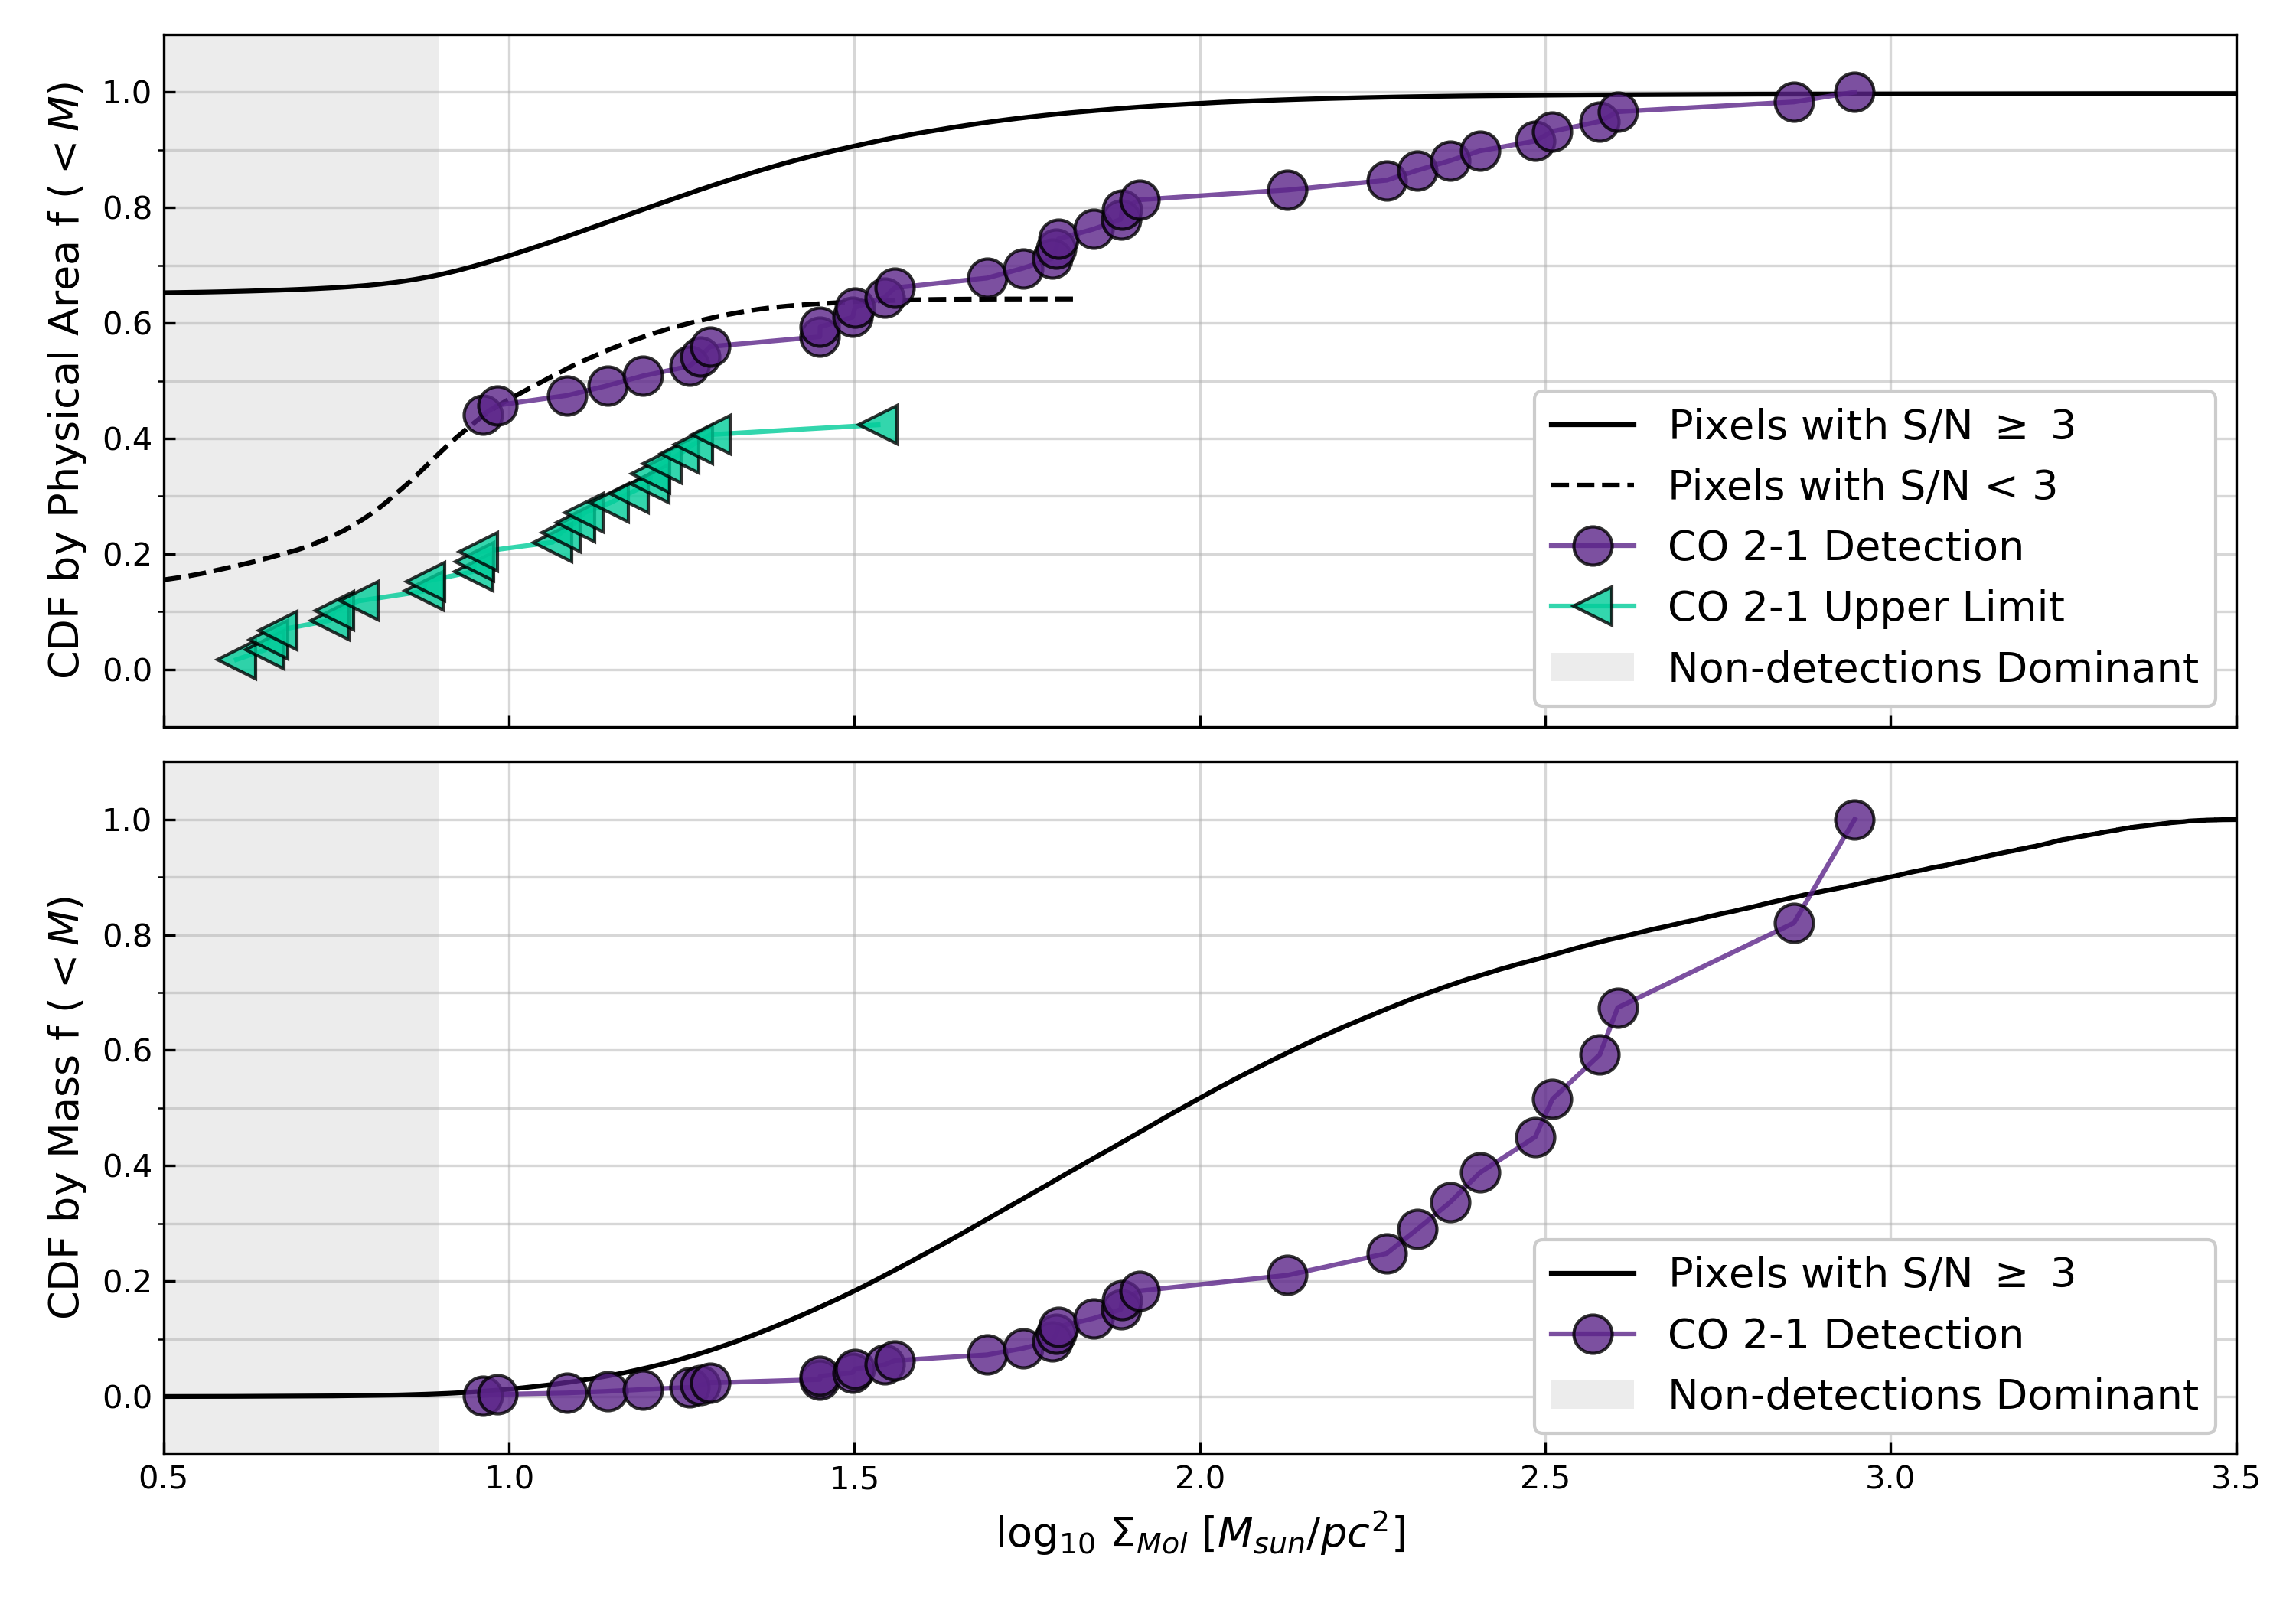 CDF by Physical Area f ( < M)
1.0
0.8
0.6
0.4
0.2
0.0
Pixels with S/N ≥ 3
Pixels with S/N < 3
CO 2-1 Detection
CO 2-1 Upper Limit
Non-detections Dominant
CDF by Mass f ( < M)
1.0
0.8
0.6
0.4
0.2
0.0
Pixels with S/N ≥ 3
CO 2-1 Detection
Non-detections Dominant
0.5 1.0 1.5 2.0 2.5 3.0 3.5
log₁₀ Σ_Mol [M_sun/pc²]